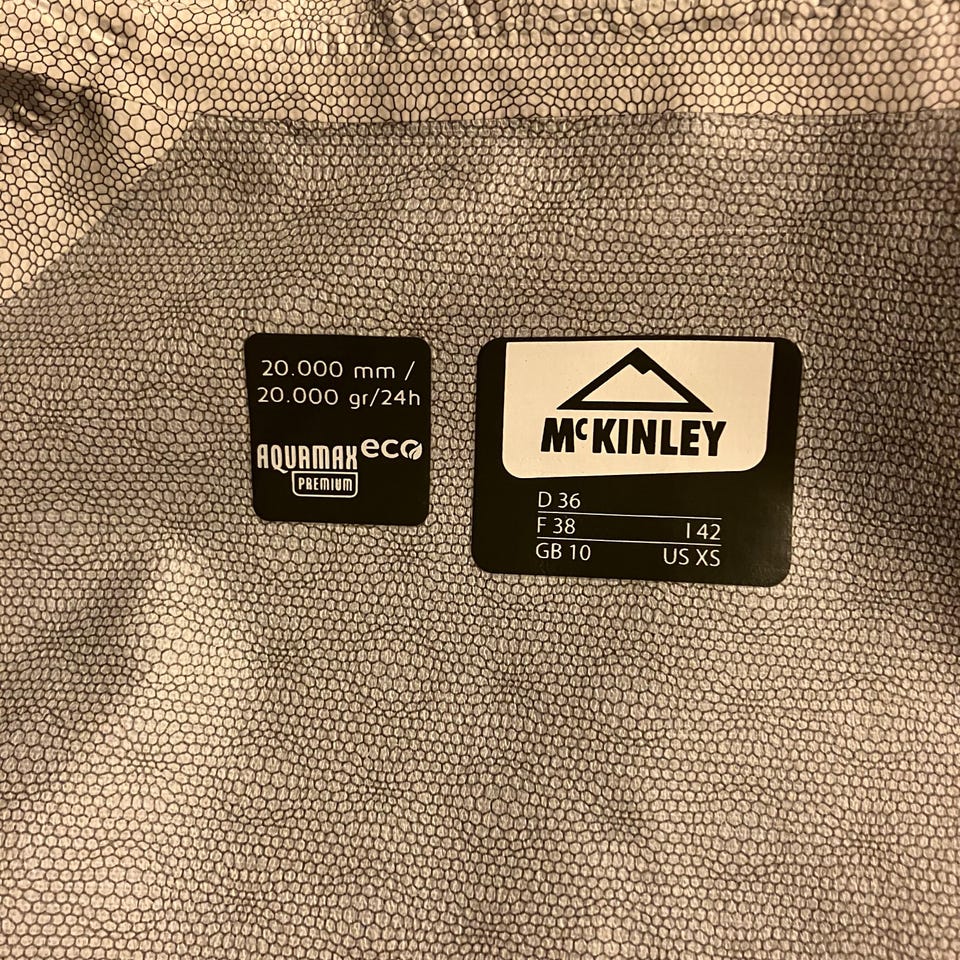 20.000 mm /
20.000 gr/24h
AQUAMAX eco
PREMIUM
McKINLEY
D 36
F 38 I 42
GB 10 US XS